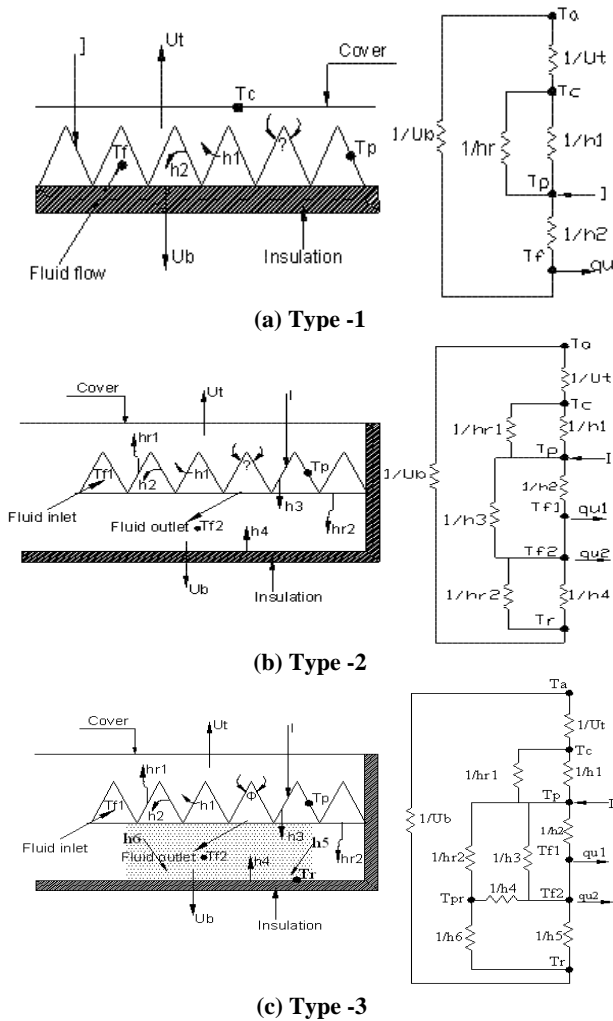 Ut
Cover
I
Tc
?
Tf
h2
h1
Tp
Ub
Insulation
Fluid flow
Ta
1/Ut
Tc
1/Ub
1/hr
1/h1
Tp
I
1/h2
Tf
qu
(a) Type -1
Cover
Ut
I
hr1
?
Tf1
h2
h1
Tp
Fluid inlet
h3
Fluid outlet
Tf2
h4
hr2
Ub
Insulation
Ta
1/Ut
Tc
1/hr1
1/h1
1/Ub
Tp
I
1/h2
1/h3
Tf1
qu1
Tf2
qu2
1/hr2
1/h4
Tr
(b) Type -2
Cover
Ut
I
hr1
Φ
Tf1
h2
h1
Tp
Fluid inlet
h6
h3
h5
Fluid outlet
Tf2
hr2
h4
Tr
Ub
Insulation
Ta
1/Ut
Tc
1/hr1
1/h1
Tp
I
1/Ub
1/h2
1/hr2
1/h3
Tf1
qu1
1/h4
Tpr
Tf2
qu2
1/h6
1/h5
Tr
(c) Type -3